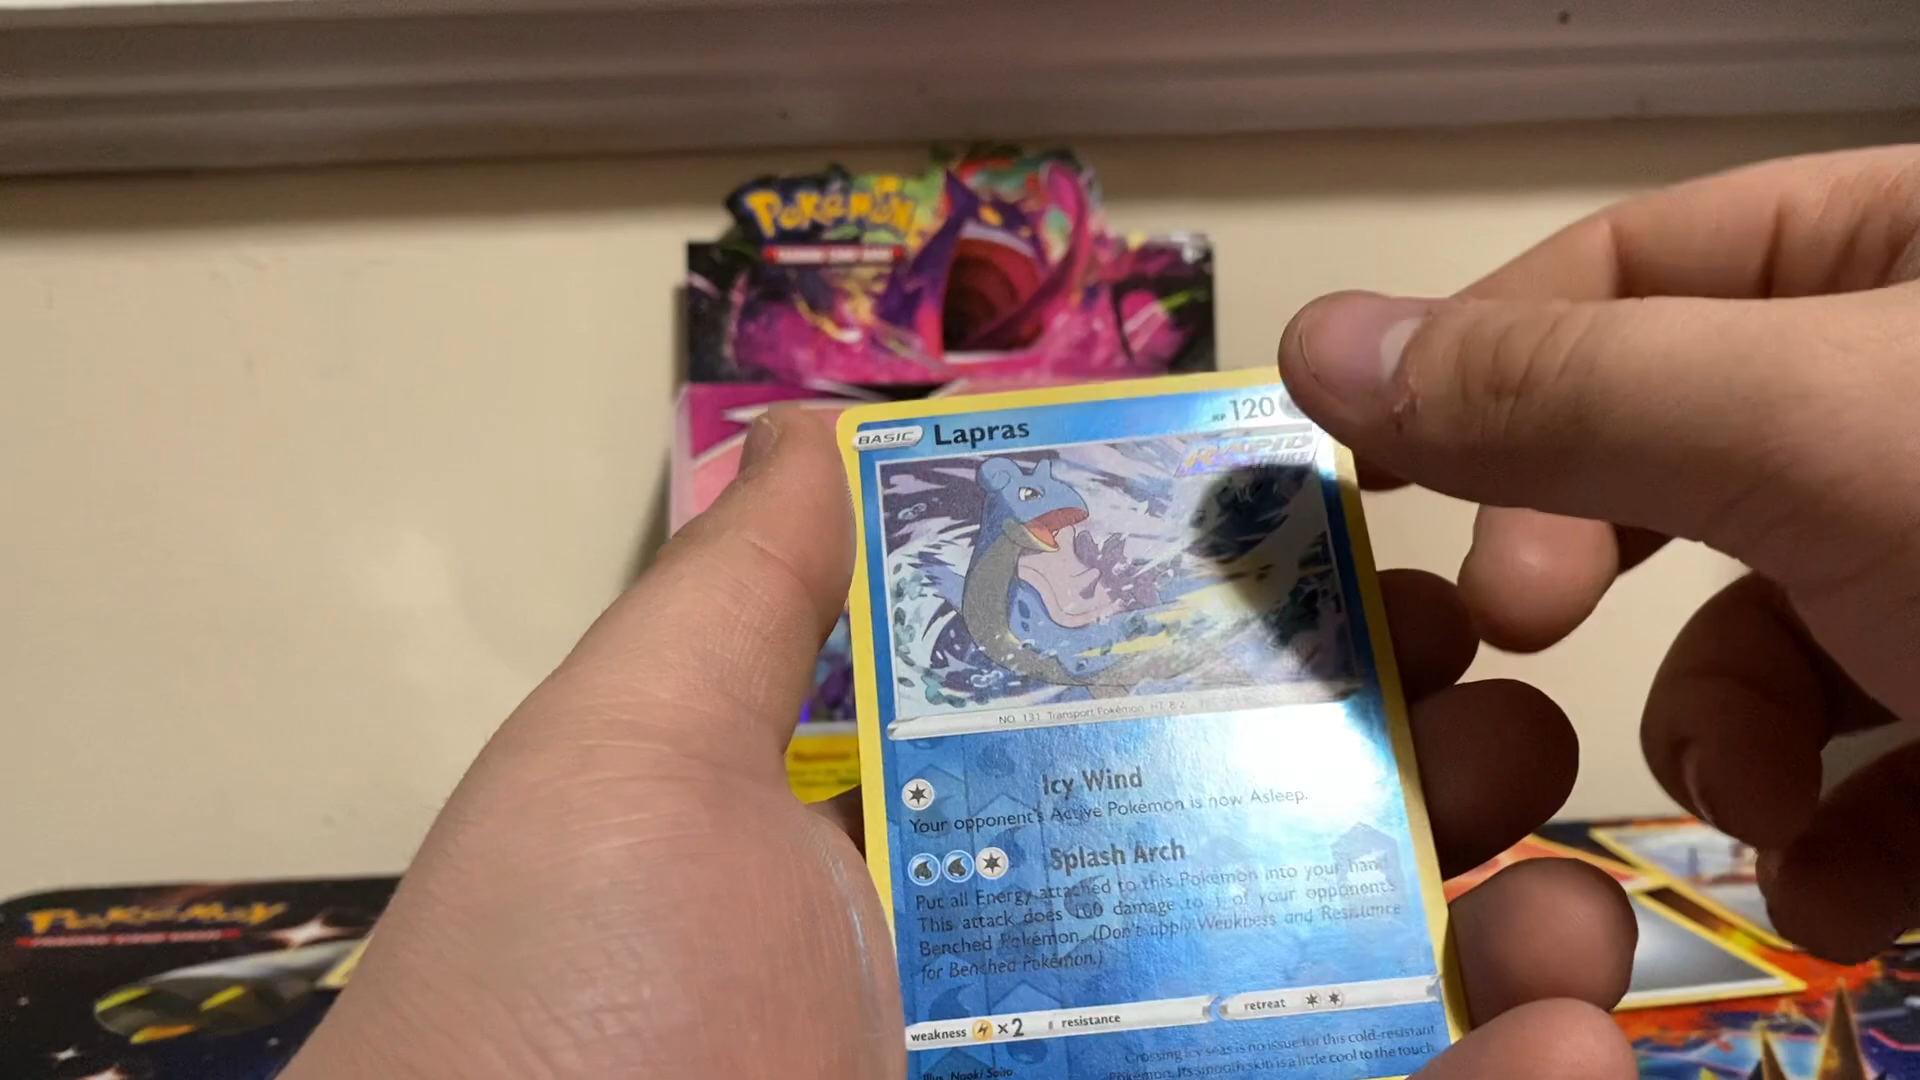 Pokémon
TRADING CARD GAME
BASIC Lapras HP 120
RAPID
STRIKE
NO. 131 Transport Pokémon HT: 8'2"
Icy Wind
Your opponent's Active Pokémon is now Asleep.
Splash Arch
Put all Energy attached to this Pokémon into your hand.
This attack does 100 damage to 1 of your opponent's
Benched Pokémon. (Don't apply Weakness and Resistance
for Benched Pokémon.)
weakness ×2 resistance retreat
Crossing icy seas is no issue for this cold-resistant
Pokémon. Its smooth skin is a little cool to the touch.
Illus. Naoki Saito
Pokémon